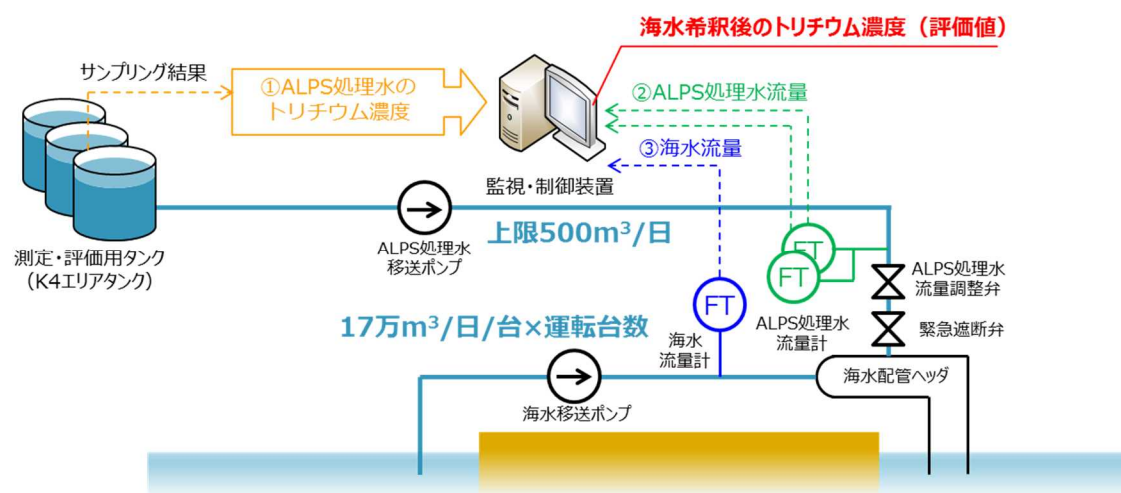 海水希釈後のトリチウム濃度（評価値）
サンプリング結果
①ALPS処理水の
トリチウム濃度
②ALPS処理水流量
③海水流量
監視・制御装置
上限500m³/日
ALPS処理水
移送ポンプ
測定・評価用タンク
（K4エリアタンク）
FT
FT
ALPS処理水
流量調整弁
FT
17万m³/日/台×運転台数
海水
流量計
ALPS処理水
流量計
緊急遮断弁
海水配管ヘッダ
海水移送ポンプ